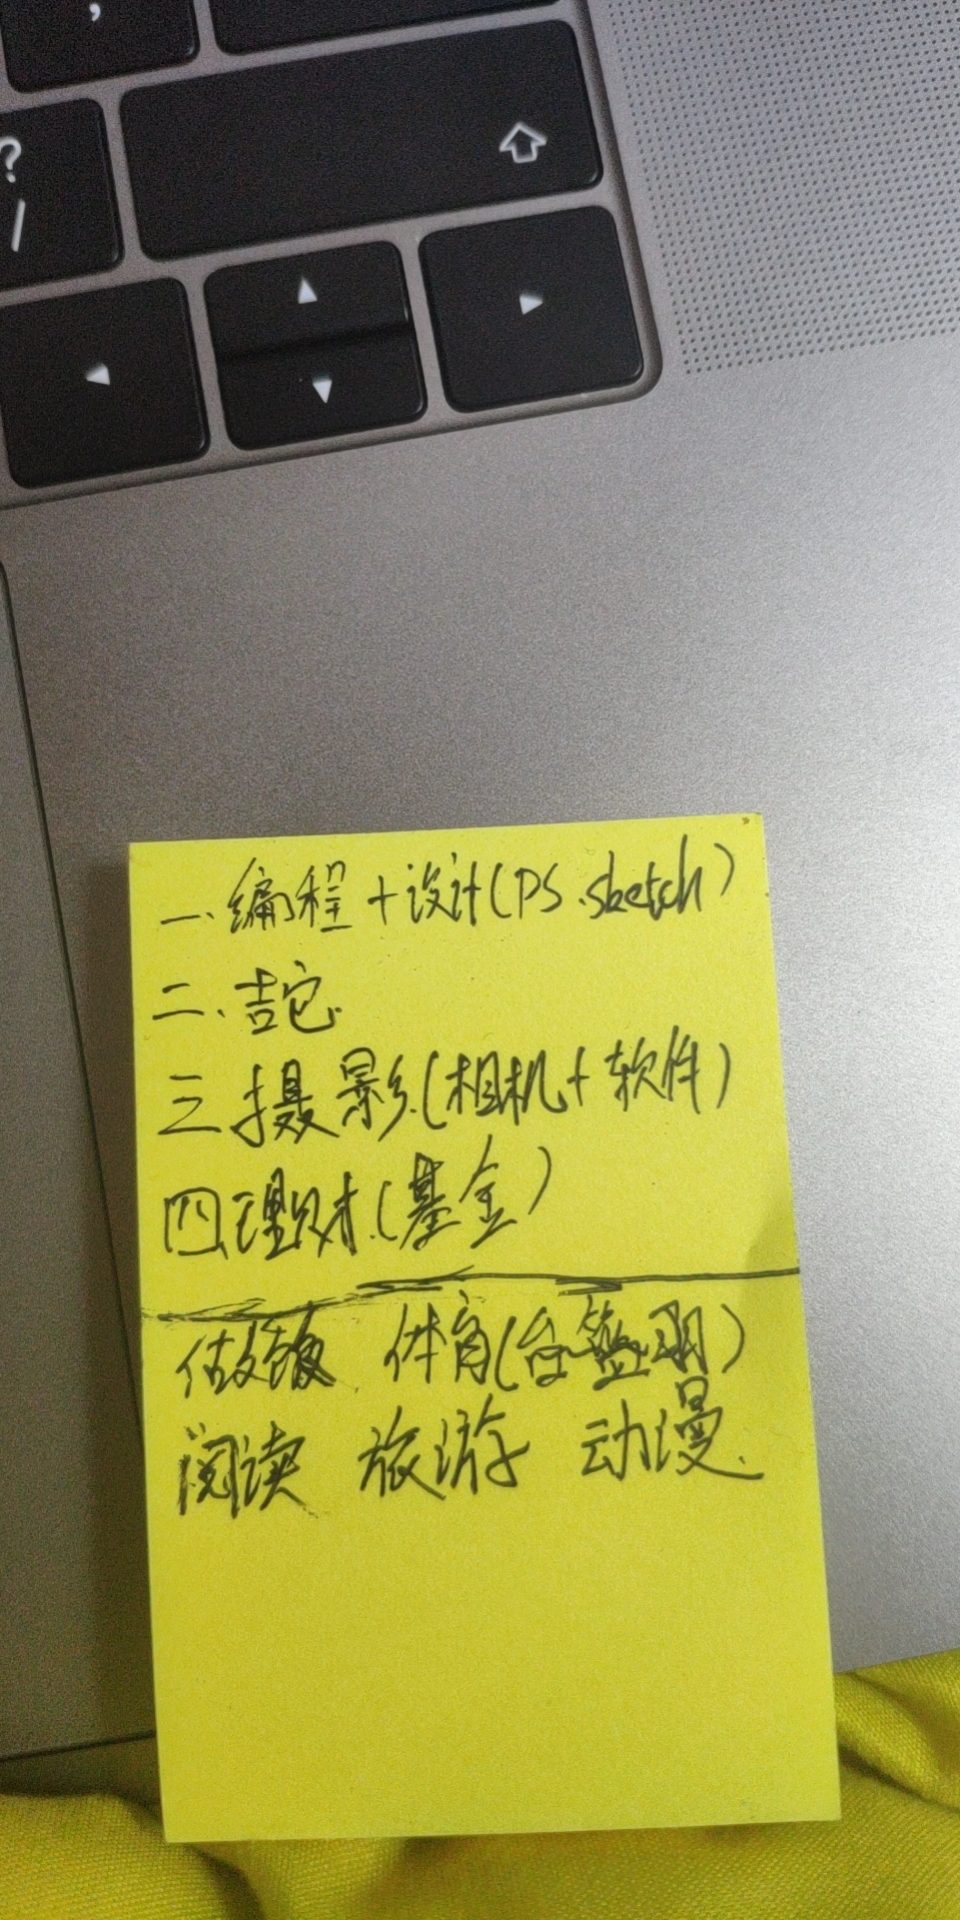 ,
?
/
一.编程+设计(PS.sketch)
二、吉它.
三.摄影.(相机+软件)
四.理财.(基金)
做饭 体育(台.篮.羽)
阅读 旅游 动漫.